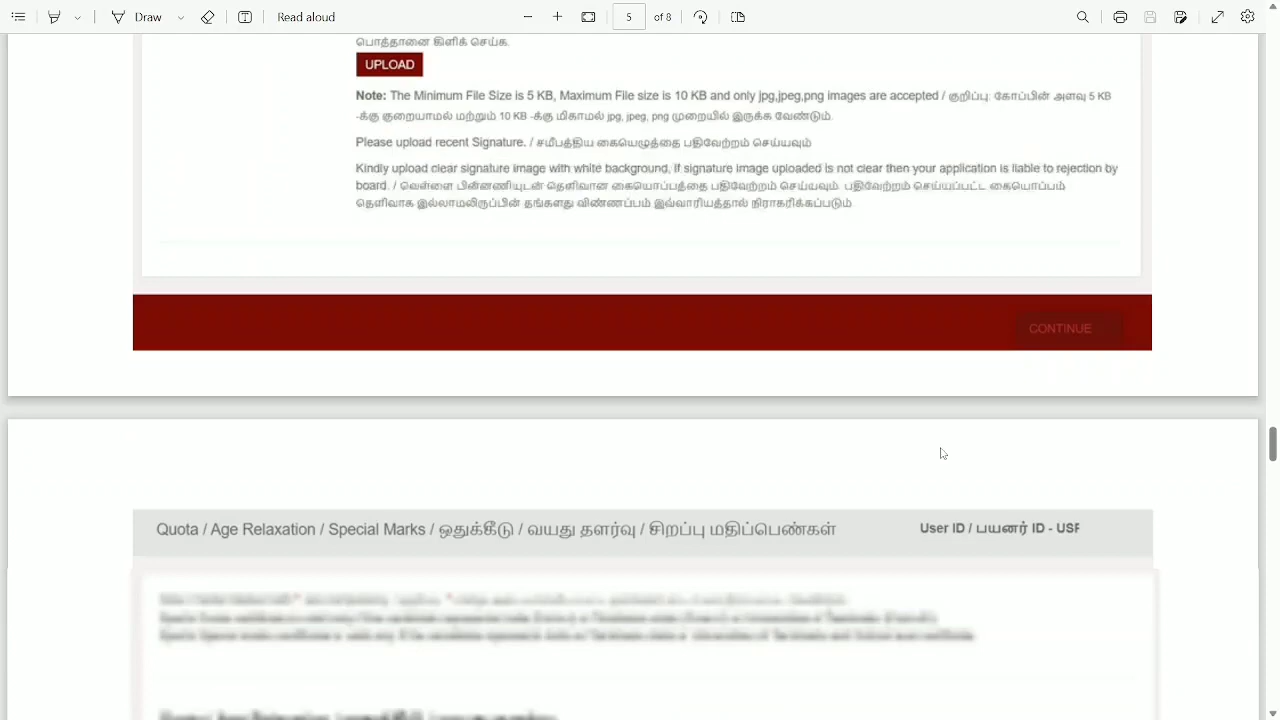 Draw
Read aloud
5 of 8
பொத்தானை கிளிக் செய்க.
UPLOAD
Note: The Minimum File Size is 5 KB, Maximum File size is 10 KB and only jpg,jpeg,png images are accepted / குறிப்பு: கோப்பின் அளவு 5 KB
-க்கு குறையாமல் மற்றும் 10 KB -க்கு மிகாமல் jpg, jpeg, png முறையில் இருக்க வேண்டும்.
Please upload recent Signature. / சமீபத்திய கையெழுத்தை பதிவேற்றம் செய்யவும்
Kindly upload clear signature image with white background, if signature image uploaded is not clear then your application is liable to rejection by
board. / வெள்ளை பின்னணியுடன் தெளிவான கையொப்பத்தை பதிவேற்றம் செய்யவும். பதிவேற்றம் செய்யப்பட்ட கையொப்பம்
தெளிவாக இல்லாமலிருப்பின் தங்களது விண்ணப்பம் இவ்வாரியத்தால் நிராகரிக்கப்படும்
CONTINUE
Quota / Age Relaxation / Special Marks / ஒதுக்கீடு / வயது தளர்வு / சிறப்பு மதிப்பெண்கள்
User ID / பயனர் ID - USF